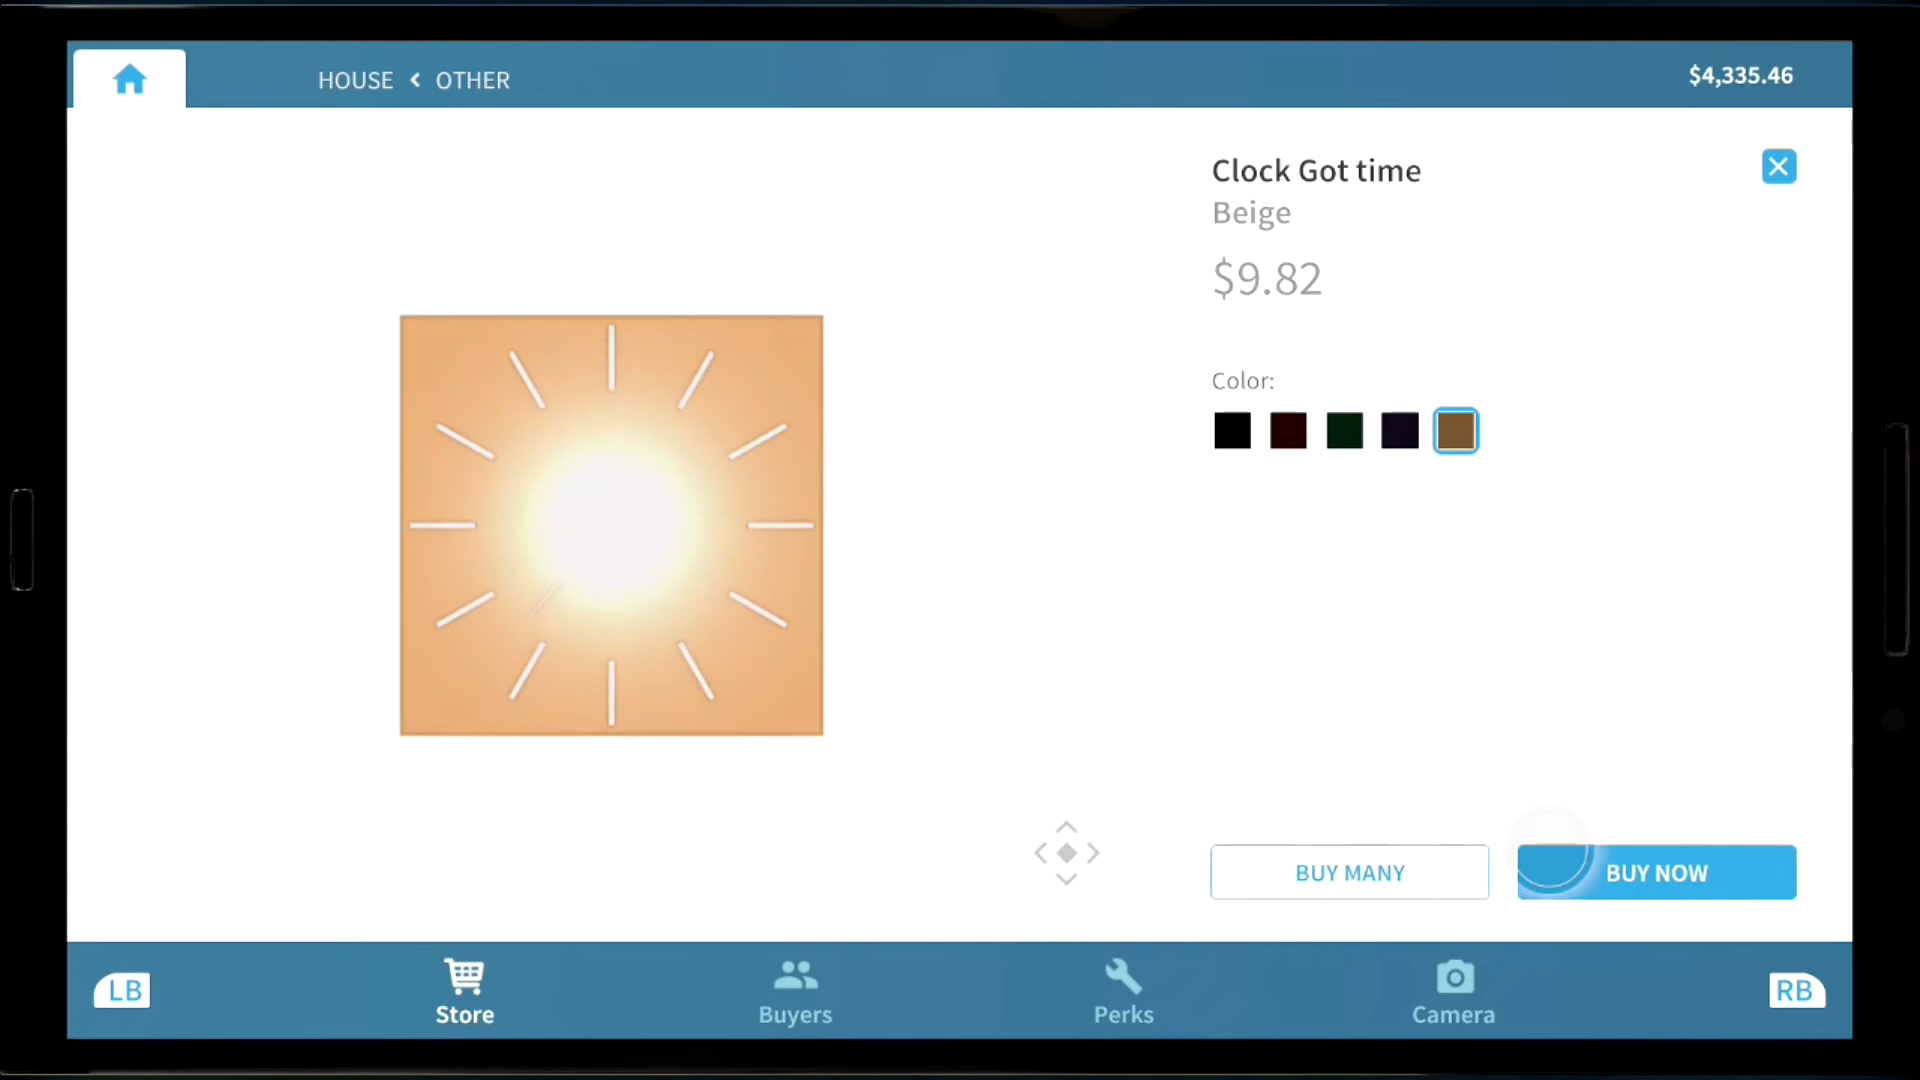 HOUSE < OTHER
$4,335.46
Clock Got time
Beige
$9.82
Color:
BUY MANY
BUY NOW
LB
Store
Buyers
Perks
Camera
RB